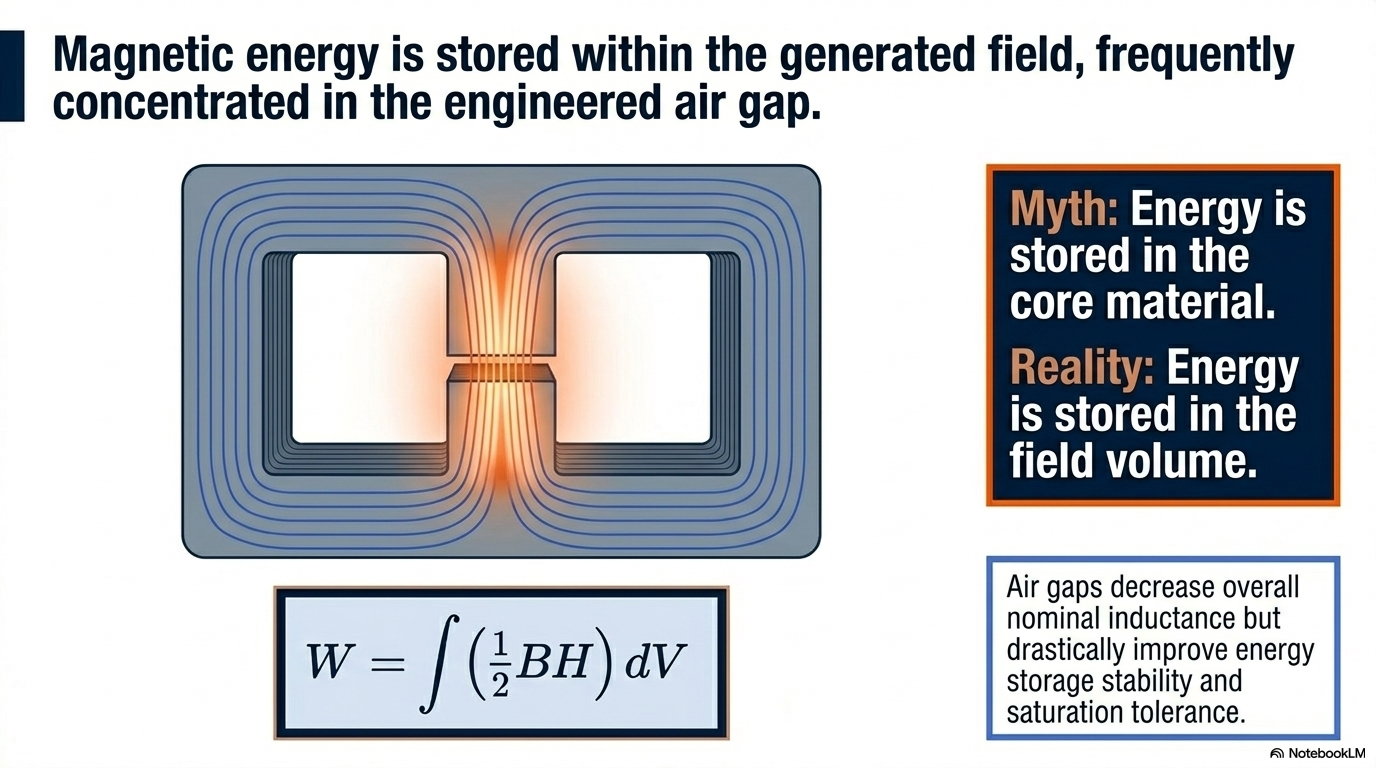 Magnetic energy is stored within the generated field, frequently
concentrated in the engineered air gap.
Myth: Energy is
stored in the
core material.
Reality: Energy
is stored in the
field volume.
W = ∫ (1/2 BH) dV
Air gaps decrease overall
nominal inductance but
drastically improve energy
storage stability and
saturation tolerance.
NotebookLM